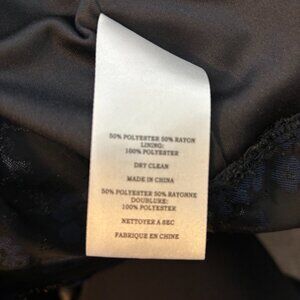 50% POLYESTER 50% RAYON
LINING:
100% POLYESTER
DRY CLEAN
MADE IN CHINA
50% POLYESTER 50% RAYONNE
DOUBLURE:
100% POLYESTER
NETTOYER A SEC
FABRIQUE EN CHINE